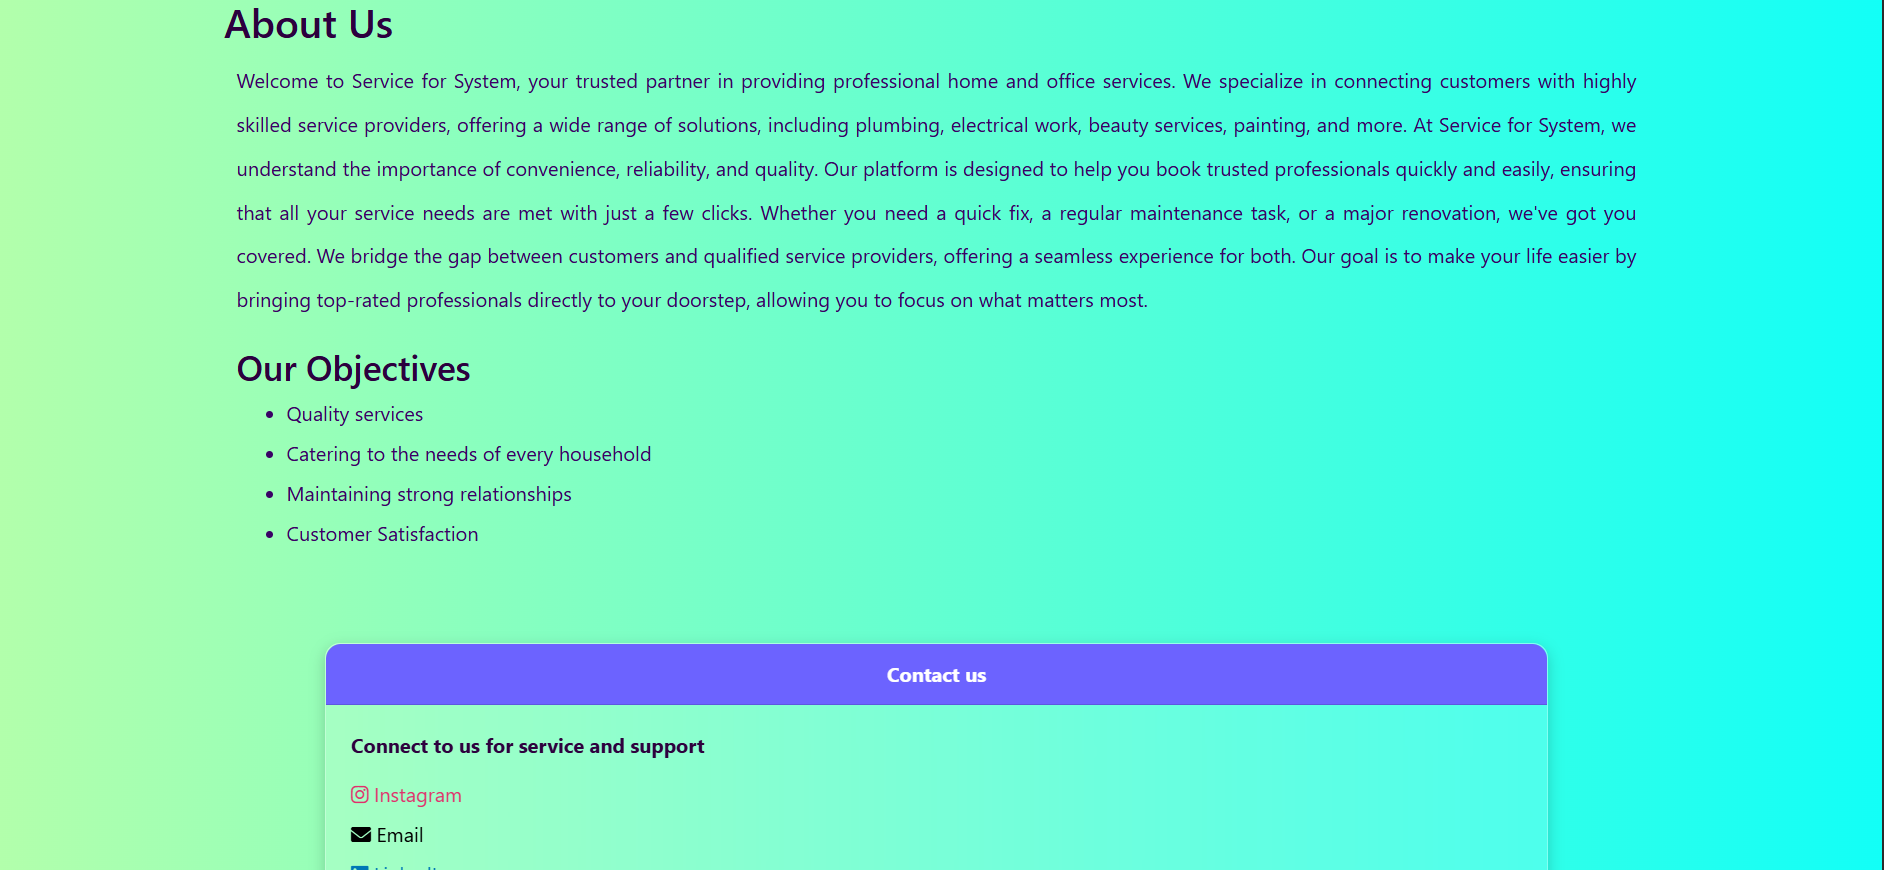 About Us
Welcome to Service for System, your trusted partner in providing professional home and office services. We specialize in connecting customers with highly
skilled service providers, offering a wide range of solutions, including plumbing, electrical work, beauty services, painting, and more. At Service for System, we
understand the importance of convenience, reliability, and quality. Our platform is designed to help you book trusted professionals quickly and easily, ensuring
that all your service needs are met with just a few clicks. Whether you need a quick fix, a regular maintenance task, or a major renovation, we've got you
covered. We bridge the gap between customers and qualified service providers, offering a seamless experience for both. Our goal is to make your life easier by
bringing top-rated professionals directly to your doorstep, allowing you to focus on what matters most.
Our Objectives
• Quality services
• Catering to the needs of every household
• Maintaining strong relationships
• Customer Satisfaction
Contact us
Connect to us for service and support
Instagram
Email